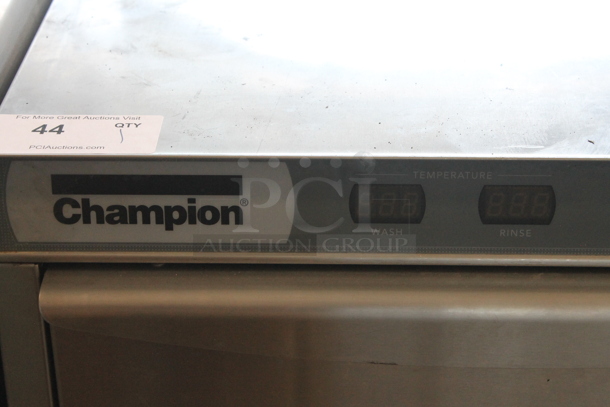 For More Great Auctions Visit
44 QTY
PCIAuctions.com
TEMPERATURE
Champion®
PCI
WASH RINSE
AUCTION GROUP